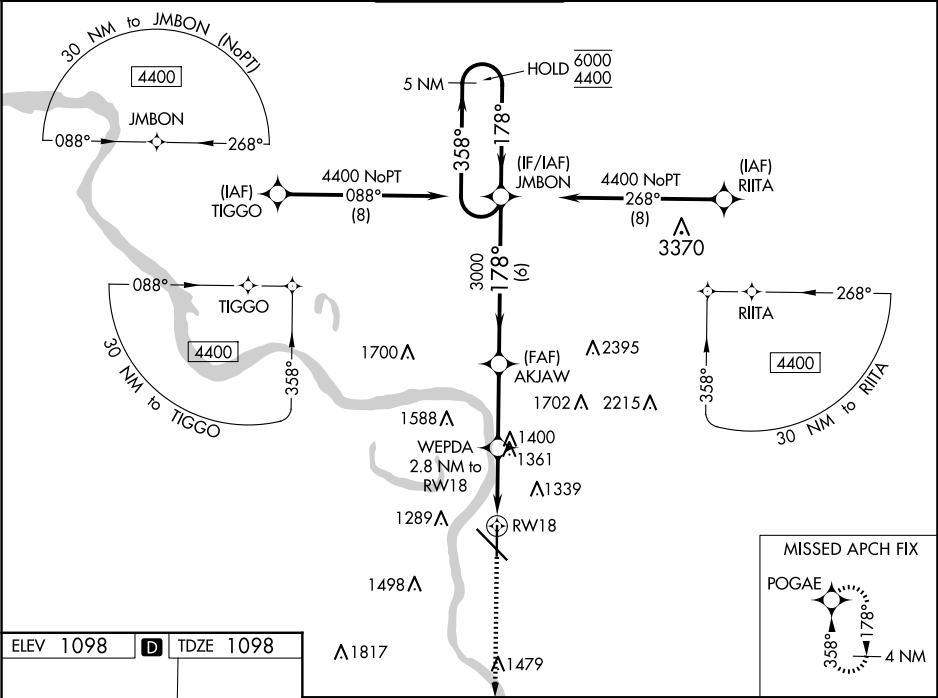 30 NM to JMBON (NoPT)
4400
JMBON
088°
268°
5 NM
HOLD 6000
4400
358°
178°
(IF/IAF)
JMBON
(IAF)
TIGGO
4400 NoPT
088°
(8)
4400 NoPT
268°
(8)
(IAF)
RIITA
3370
3000
178°
(6)
088°
TIGGO
4400
358°
30 NM to TIGGO
268°
RIITA
4400
358°
30 NM to RIITA
1700
(FAF)
AKJAW
2395
1702
2215
1588
WEPDA
2.8 NM to
RW18
1400
1361
1339
1289
RW18
1498
1817
1479
MISSED APCH FIX
POGAE
358°
178°
4 NM
ELEV 1098 D TDZE 1098